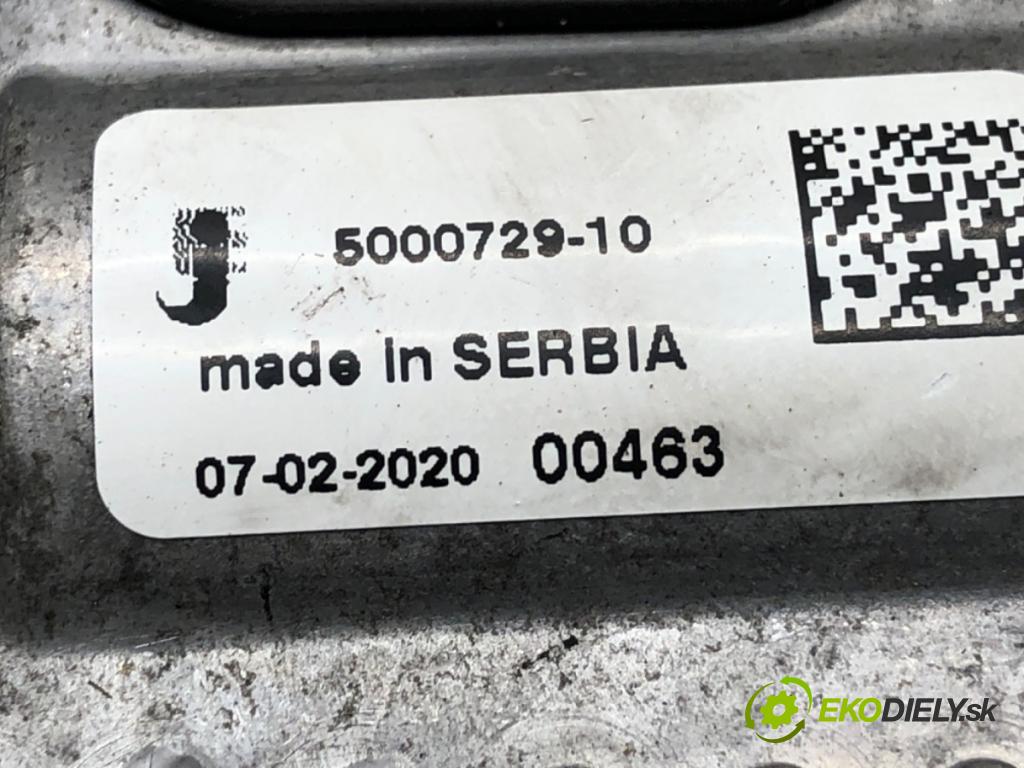 J 5000729-10
made in SERBIA
07-02-2020 00463
EKODIELY.sk